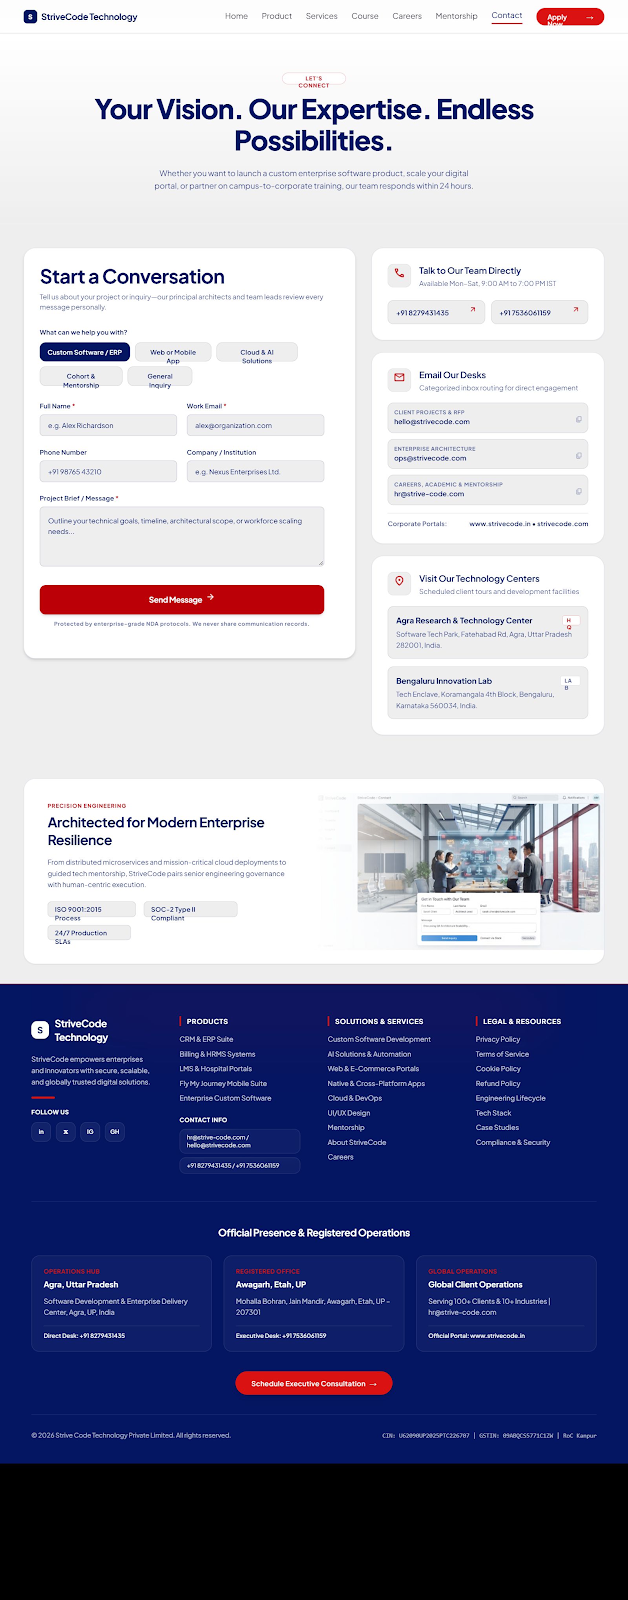 S StriveCode Technology
Home Product Services Course Careers Mentorship Contact Apply Now →
LET'S CONNECT
Your Vision. Our Expertise. Endless
Possibilities.
Whether you want to launch a custom enterprise software product, scale your digital
portal, or partner on campus-to-corporate training, our team responds within 24 hours.
Start a Conversation
Tell us about your project or inquiry—our principal architects and team leads review every
message personally.
What can we help you with?
Custom Software / ERP
Web or Mobile App
Cloud & AI Solutions
Cohort & Mentorship
General Inquiry
Full Name *
Work Email *
e.g. Alex Richardson
alex@organization.com
Phone Number
Company / Institution
+91 98765 43210
e.g. Nexus Enterprises Ltd.
Project Brief / Message *
Outline your technical goals, timeline, architectural scope, or workforce scaling
needs...
Send Message →
Protected by enterprise-grade NDA protocols. We never share communication records.
Talk to Our Team Directly
Available Mon-Sat, 9:00 AM to 7:00 PM IST
+91 8279431435
+91 7536061159
Email Our Desks
Categorized inbox routing for direct engagement
CLIENT PROJECTS & RFP
hello@strivecode.com
ENTERPRISE ARCHITECTURE
ops@strivecode.com
CAREERS, ACADEMIC & MENTORSHIP
hr@strive-code.com
Corporate Portals: www.strivecode.in • strivecode.com
Visit Our Technology Centers
Scheduled client tours and development facilities
Agra Research & Technology Center
HQ
Software Tech Park, Fatehabad Rd, Agra, Uttar Pradesh
282001, India.
Bengaluru Innovation Lab
LAB
Tech Enclave, Koramangala 4th Block, Bengaluru,
Karnataka 560034, India.
PRECISION ENGINEERING
Architected for Modern Enterprise
Resilience
From distributed microservices and mission-critical cloud deployments to
guided tech mentorship, StriveCode pairs senior engineering governance
with human-centric execution.
ISO 9001:2015 Process
SOC-2 Type II Compliant
24/7 Production SLAs
Get in Touch with Our Team
S StriveCode
Technology
StriveCode empowers enterprises
and innovators with secure, scalable,
and globally trusted digital solutions.
FOLLOW US
in X IG GH
PRODUCTS
CRM & ERP Suite
Billing & HRMS Systems
LMS & Hospital Portals
Fly My Journey Mobile Suite
Enterprise Custom Software
CONTACT INFO
hr@strive-code.com /
hello@strivecode.com
+91 8279431435 / +91 7536061159
SOLUTIONS & SERVICES
Custom Software Development
AI Solutions & Automation
Web & E-Commerce Portals
Native & Cross-Platform Apps
Cloud & DevOps
UI/UX Design
Mentorship
About StriveCode
Careers
LEGAL & RESOURCES
Privacy Policy
Terms of Service
Cookie Policy
Refund Policy
Engineering Lifecycle
Tech Stack
Case Studies
Compliance & Security
Official Presence & Registered Operations
OPERATIONS HUB
Agra, Uttar Pradesh
Software Development & Enterprise Delivery
Center, Agra, UP, India
Direct Desk: +91 8279431435
REGISTERED OFFICE
Awagarh, Etah, UP
Mohalla Bohran, Jain Mandir, Awagarh, Etah, UP –
207301
Executive Desk: +91 7536061159
GLOBAL OPERATIONS
Global Client Operations
Serving 100+ Clients & 10+ Industries |
hr@strive-code.com
Official Portal: www.strivecode.in
Schedule Executive Consultation →
© 2026 Strive Code Technology Private Limited. All rights reserved.
CIN: U62090UP2025PTC226707 | GSTIN: 09ABQCS5771C1ZW | RoC Kanpur